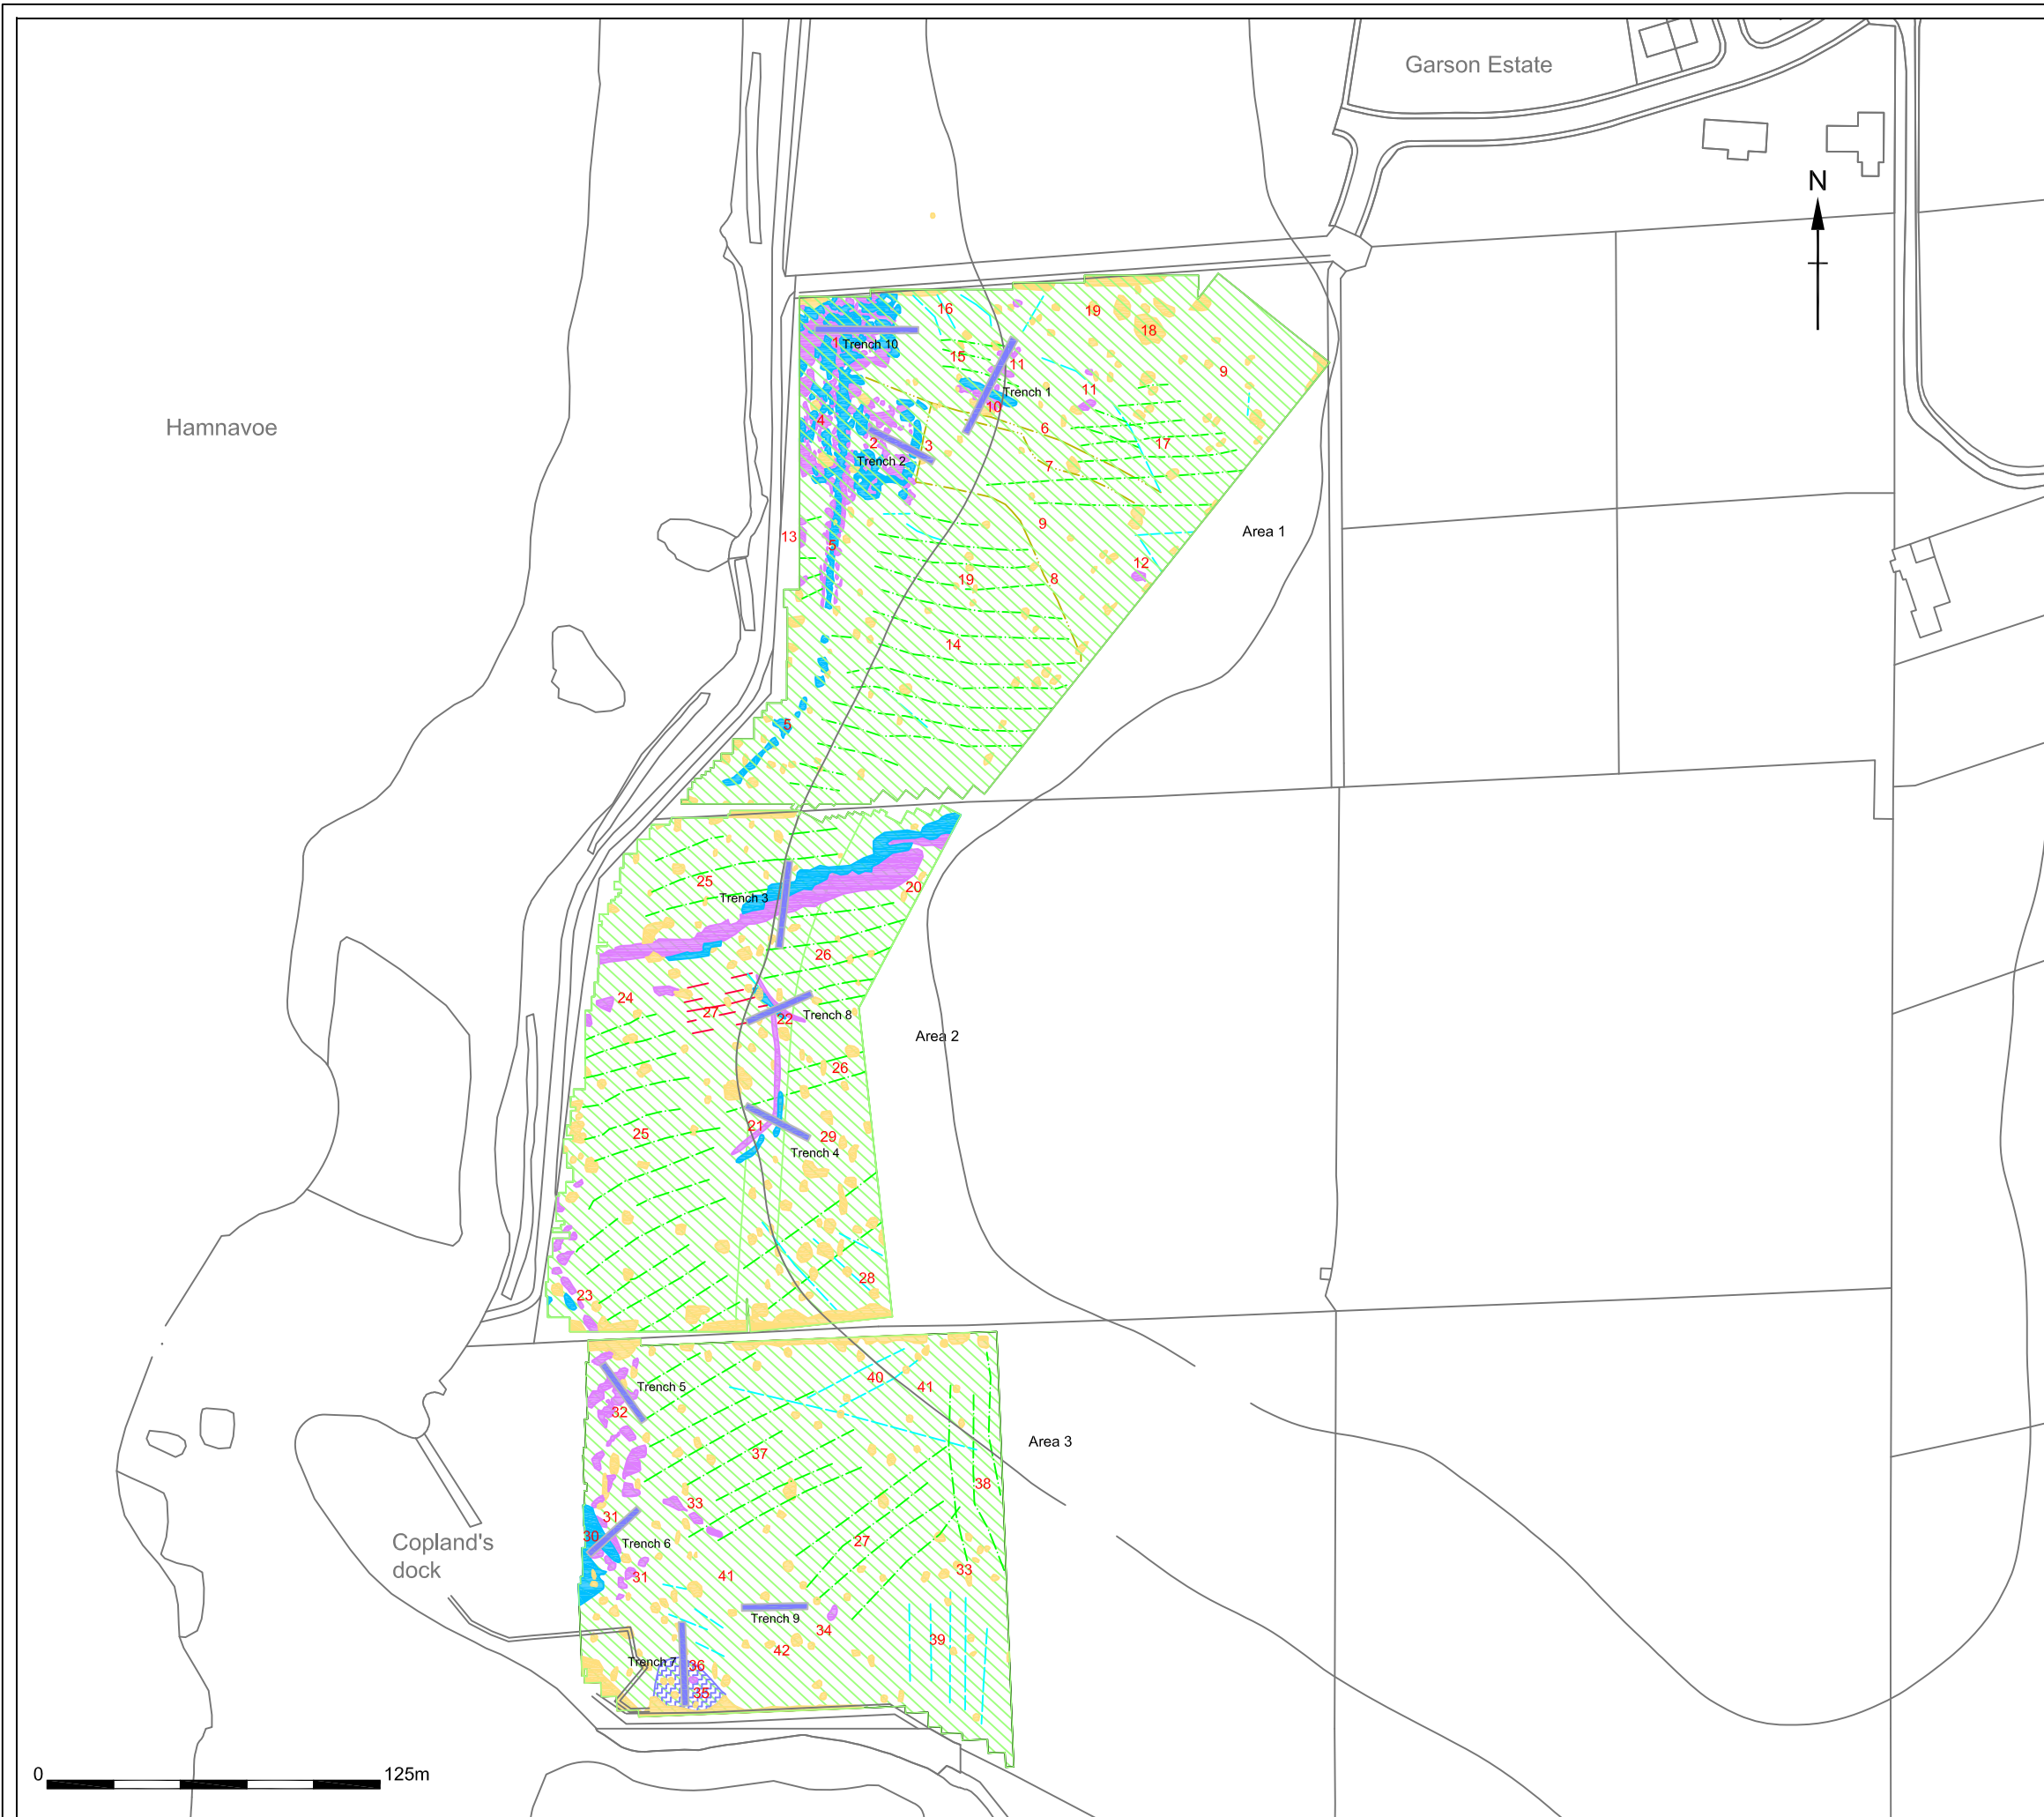 Garson Estate
N
Hamnavoe
16
19
18
1
Trench 10
15
11
9
11
Trench 1
10
4
6
2
3
17
Trench 2
7
9
13
5
Area 1
12
19
8
14
5
25
20
Trench 3
26
24
27
22
Trench 8
Area 2
26
21
29
25
Trench 4
28
23
40
41
Trench 5
32
Area 3
37
38
33
31
30
27
Trench 6
Copland's
dock
33
31
41
Trench 9
34
39
42
Trench 7
36
35
0
125m